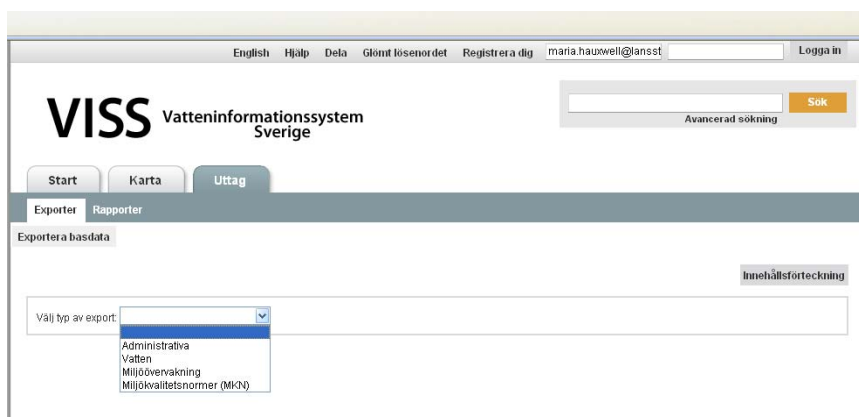 English Hjälp Dela Glömt lösenordet Registrera dig maria.hauxwell@lansst Logga in
VISS Vatteninformationssystem
Sverige
Sök
Avancerad sökning
Start Karta Uttag
Exporter Rapporter
Exportera basdata
Innehållsförteckning
Välj typ av export:
Administrativa
Vatten
Miljöövervakning
Miljökvalitetsnormer (MKN)